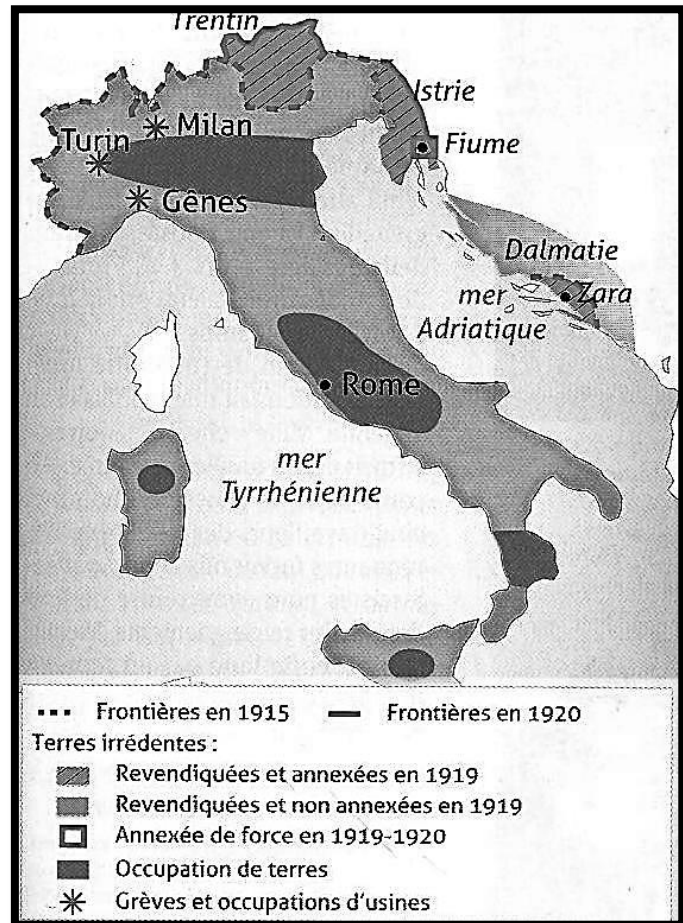 Trentin
Istrie
Milan
Turin
Fiume
Gênes
Dalmatie
mer
Adriatique
Zara
Rome
mer
Tyrrhénienne
Frontières en 1915 Frontières en 1920
Terres irrédentes :
Revendiquées et annexées en 1919
Revendiquées et non annexées en 1919
Annexée de force en 1919-1920
Occupation de terres
Grèves et occupations d'usines